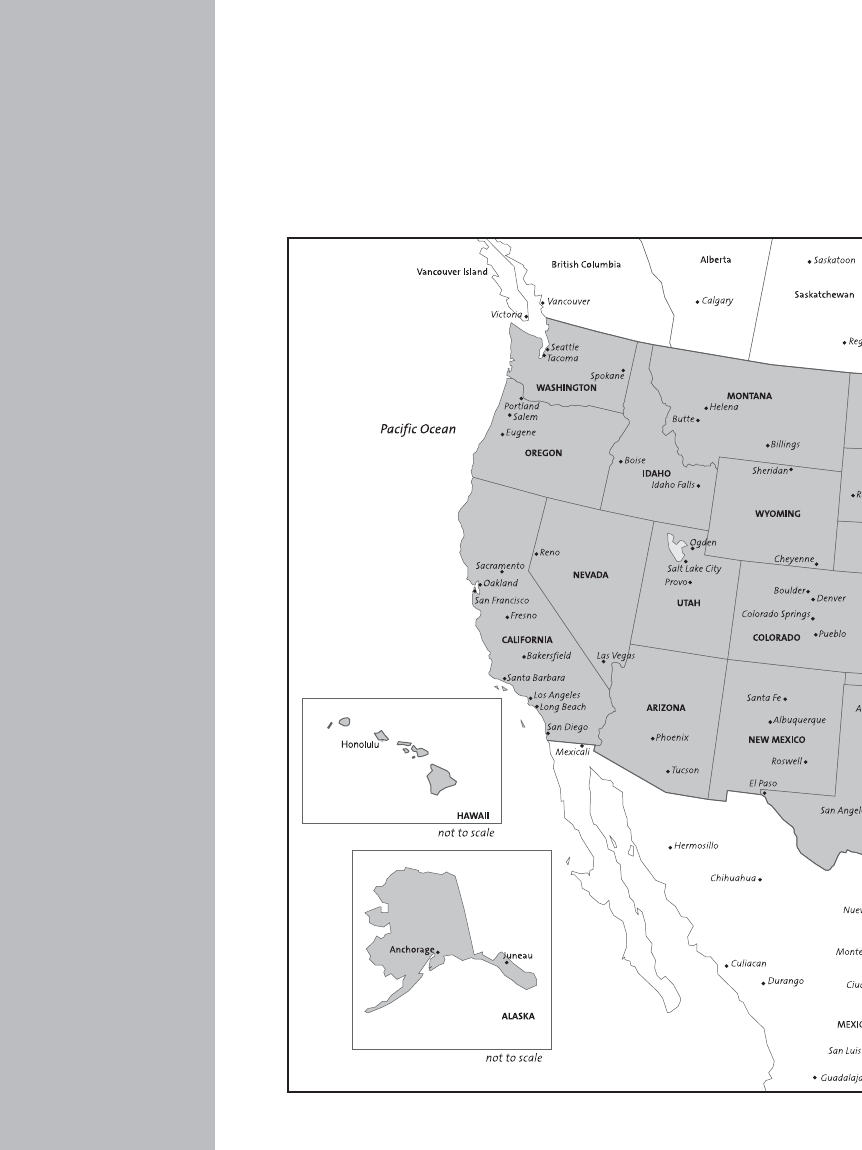 Vancouver Island
British Columbia
Alberta
Saskatoon
Saskatchewan
Calgary
Vancouver
Victoria
Seattle
Tacoma
Spokane
WASHINGTON
Portland
Salem
Eugene
OREGON
Pacific Ocean
MONTANA
Helena
Butte
Billings
Boise
IDAHO
Idaho Falls
Sheridan
WYOMING
Cheyenne
Reno
NEVADA
Ogden
Salt Lake City
Provo
UTAH
Boulder
Denver
Colorado Springs
COLORADO
Pueblo
Sacramento
Oakland
San Francisco
Fresno
CALIFORNIA
Bakersfield
Las Vegas
Santa Barbara
Los Angeles
Long Beach
San Diego
Mexicali
ARIZONA
Phoenix
Tucson
Santa Fe
Albuquerque
NEW MEXICO
Roswell
El Paso
San Angel
Honolulu
HAWAII
not to scale
Hermosillo
Chihuahua
Nuev
Monte
Culiacan
Durango
Ciud
MEXIC
San Luis
Guadalaja
Anchorage
Juneau
ALASKA
not to scale
Reg
R
A